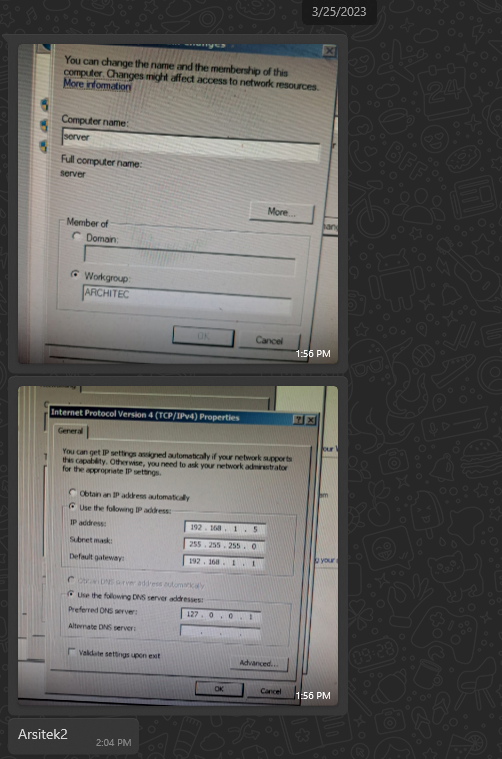 3/25/2023
You can change the name and the membership of this
computer. Changes might affect access to network resources.
More information
Computer name:
server
Full computer name:
server
More...
Member of
Domain:
Workgroup:
ARCHITEC
OK
Cancel
1:56 PM
Internet Protocol Version 4 (TCP/IPv4) Properties
General
You can get IP settings assigned automatically if your network supports
this capability. Otherwise, you need to ask your network administrator
for the appropriate IP settings.
Obtain an IP address automatically
Use the following IP address:
IP address: 192 . 168 . 1 . 5
Subnet mask: 255 . 255 . 255 . 0
Default gateway: 192 . 168 . 1 . 1
Obtain DNS server address automatically
Use the following DNS server addresses:
Preferred DNS server: 127 . 0 . 0 . 1
Alternate DNS server: . . .
Validate settings upon exit
Advanced...
OK
Cancel
1:56 PM
Arsitek2
2:04 PM